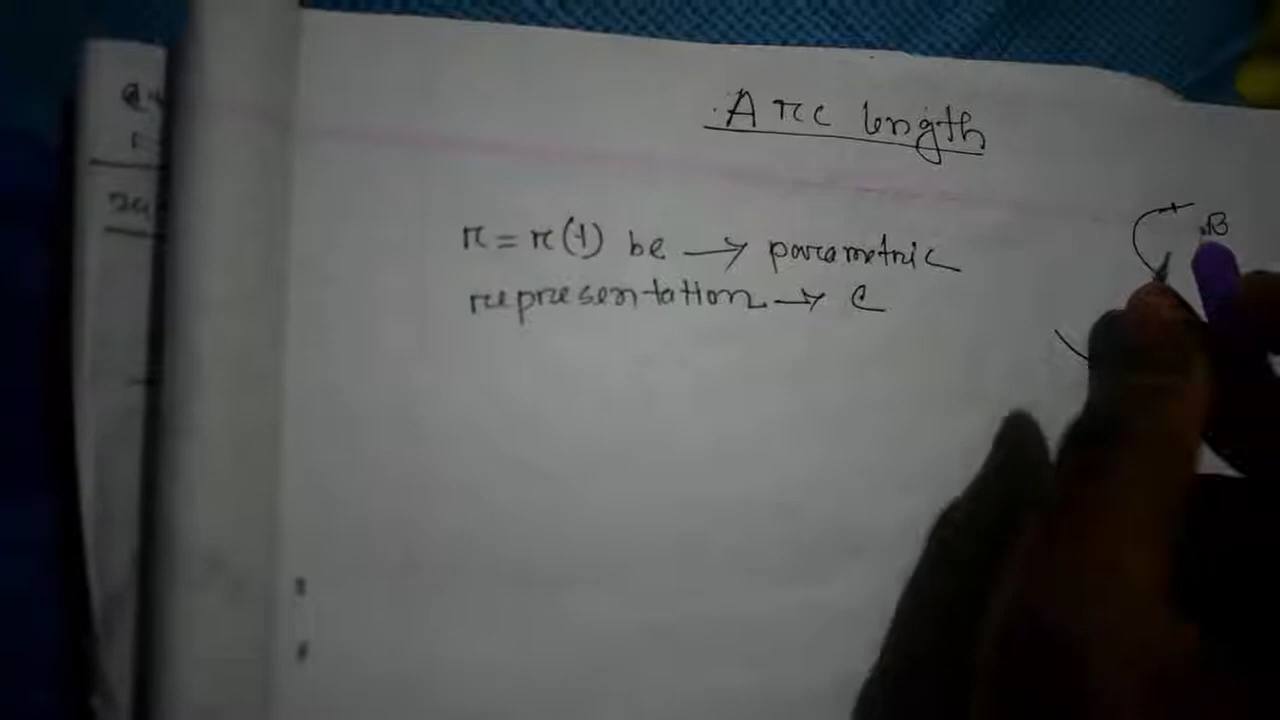 Arc length
r = r(t) be → parametric
representation → C
B